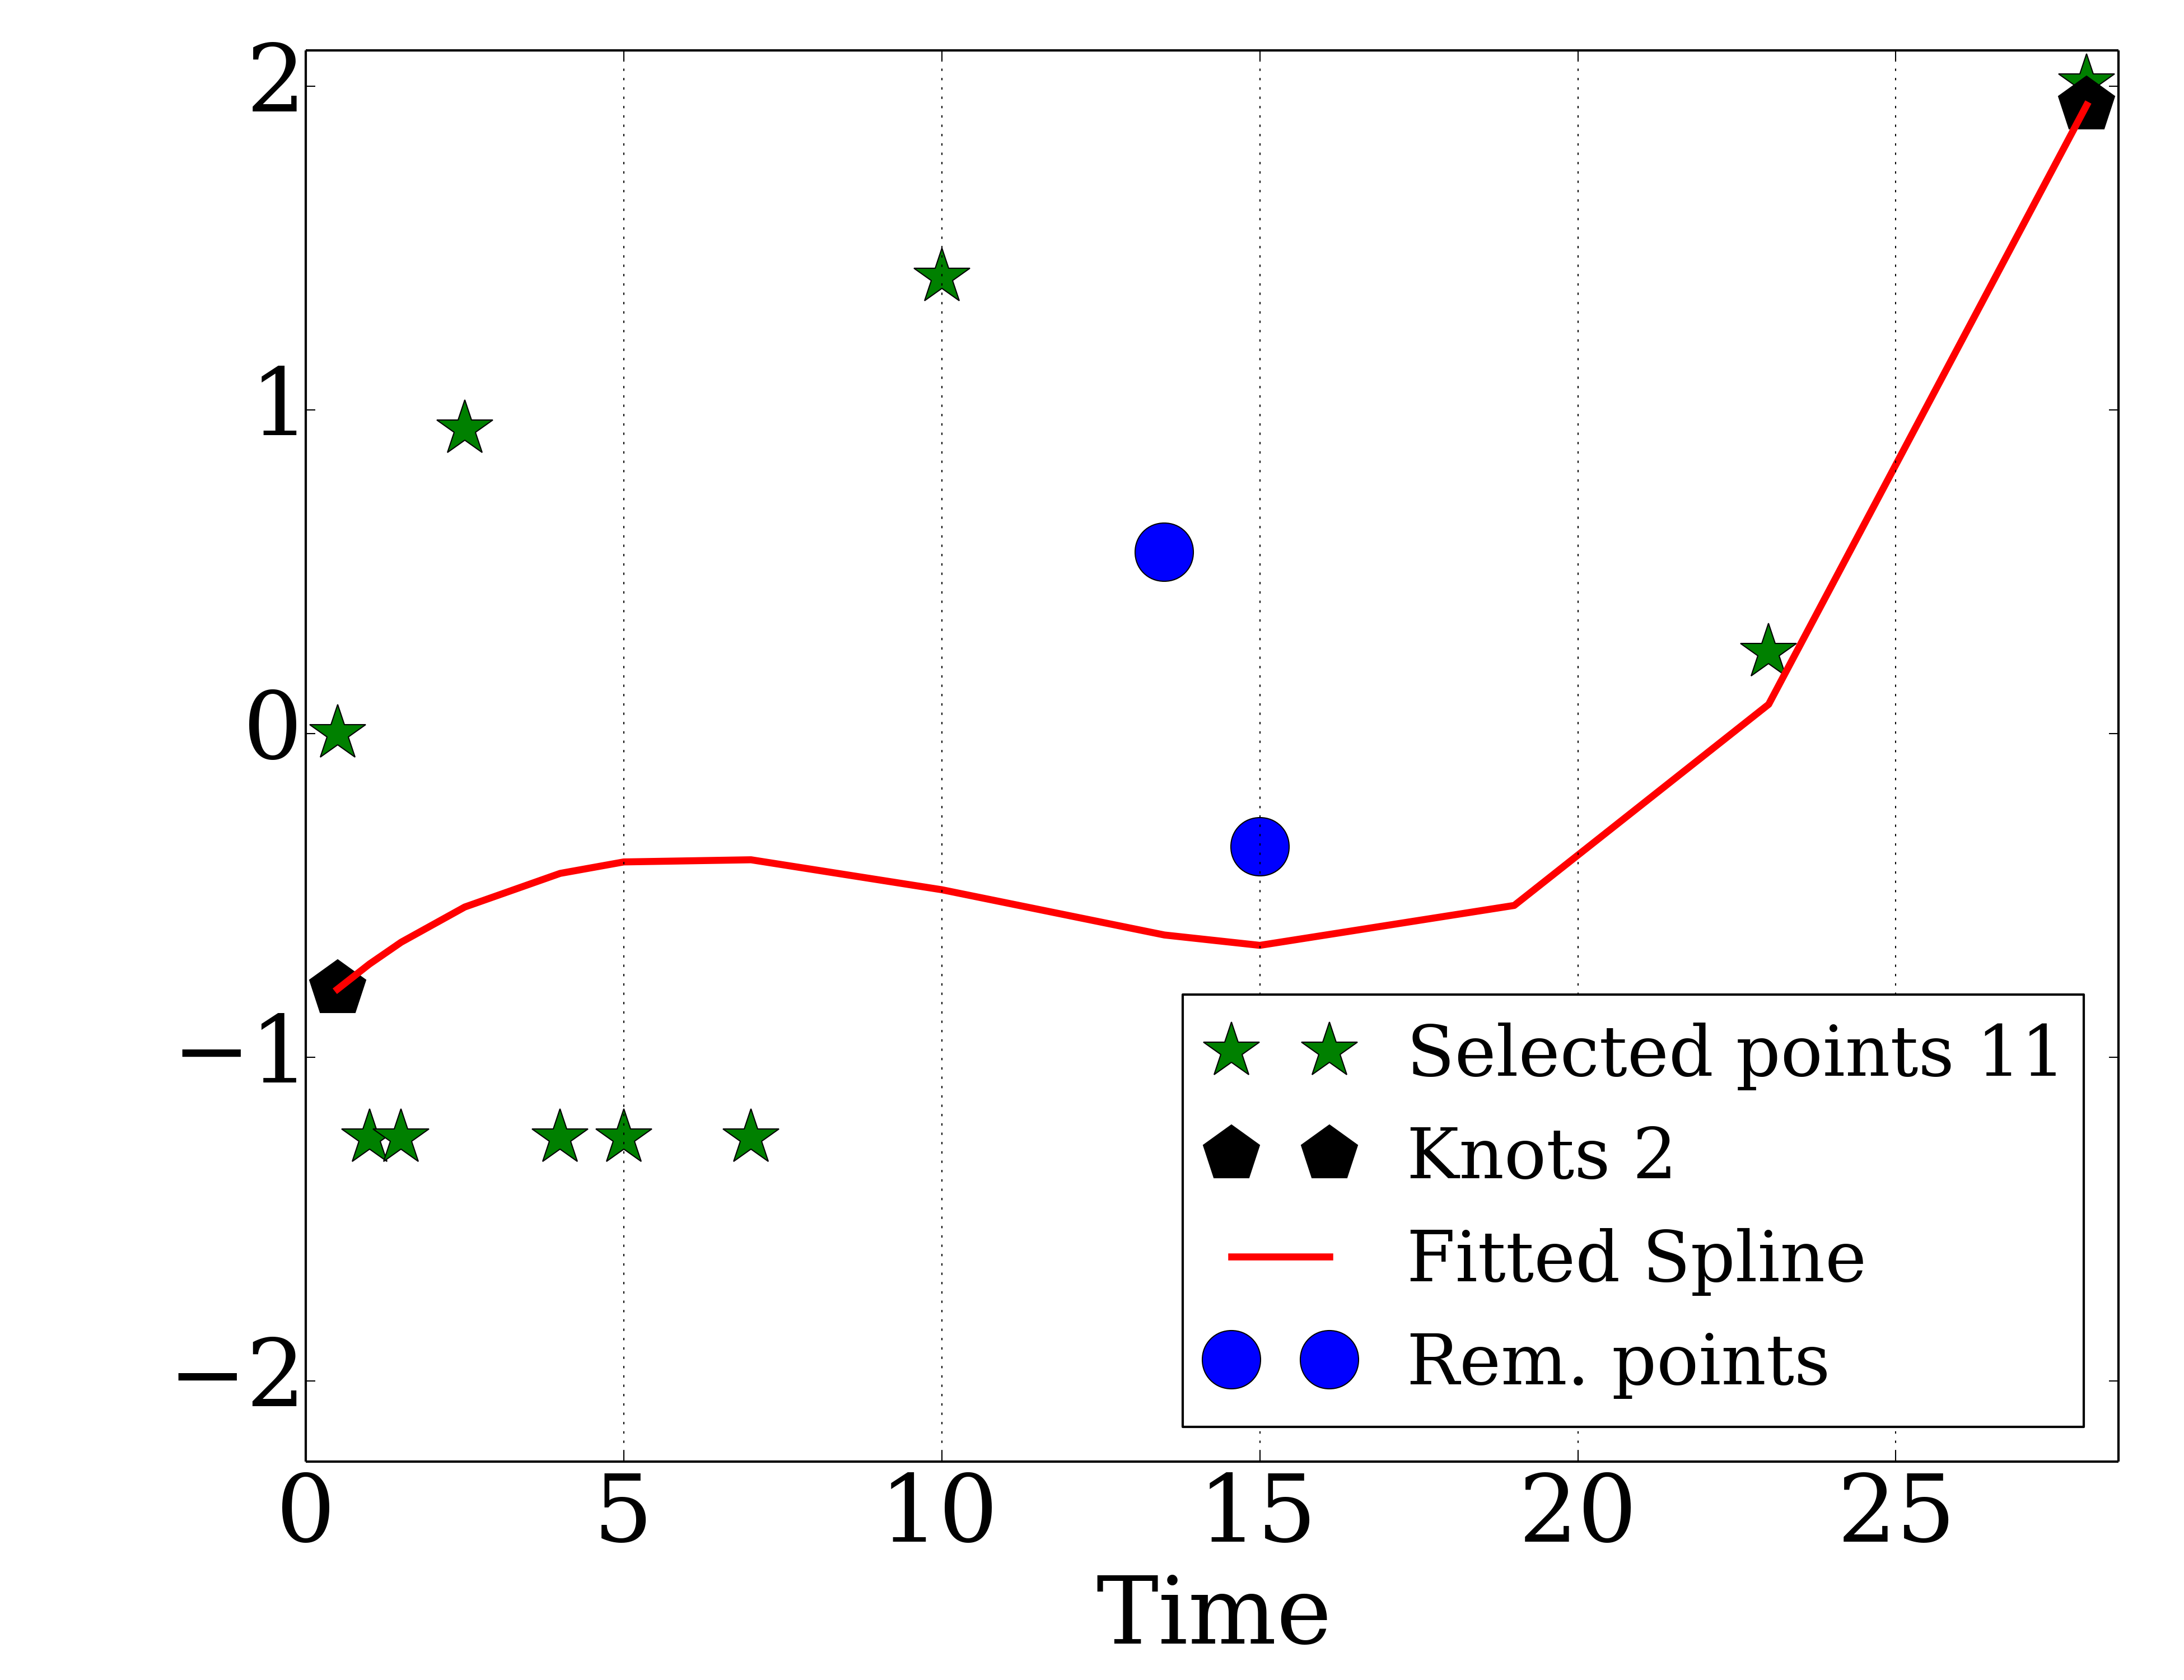 2
1
0
−1
−2
0 5 10 15 20 25
Time
Selected points 11
Knots 2
Fitted Spline
Rem. points